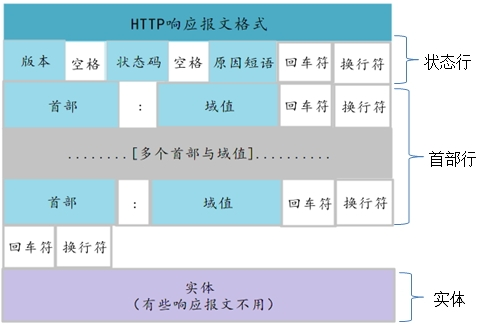 HTTP响应报文格式
版本 空格 状态码 空格 原因短语 回车符 换行符 状态行
首部 : 域值 回车符 换行符
........[多个首部与域值].......... 首部行
首部 : 域值 回车符 换行符
回车符 换行符
实体
(有些响应报文不用) 实体